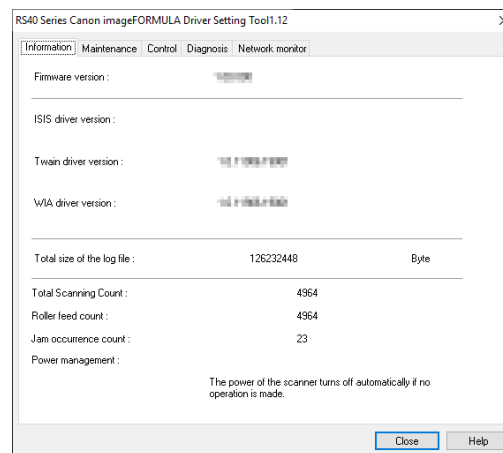 RS40 Series Canon imageFORMULA Driver Setting Tool1.12
Information Maintenance Control Diagnosis Network monitor
Firmware version :
ISIS driver version :
Twain driver version :
WIA driver version :
Total size of the log file : 126232448 Byte
Total Scanning Count : 4964
Roller feed count : 4964
Jam occurrence count : 23
Power management :
The power of the scanner turns off automatically if no
operation is made.
Close Help